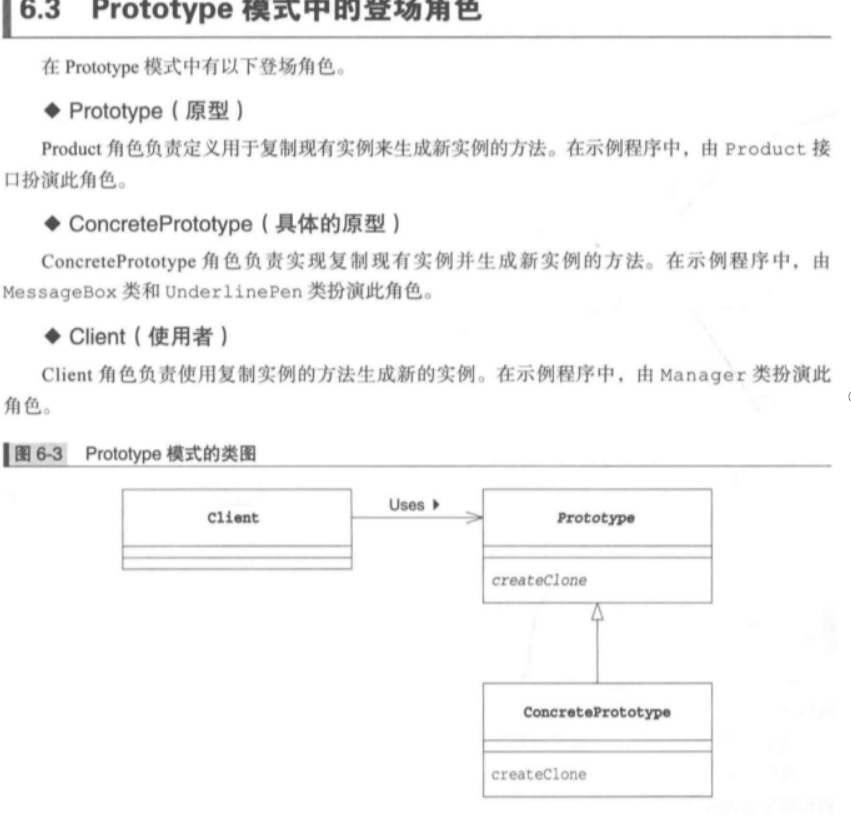 6.3 Prototype 模式中的登场角色
在 Prototype 模式中有以下登场角色。
◆ Prototype（原型）
Product 角色负责定义用于复制现有实例来生成新实例的方法。在示例程序中，由 Product 接
口扮演此角色。
◆ ConcretePrototype（具体的原型）
ConcretePrototype 角色负责实现复制现有实例并生成新实例的方法。在示例程序中，由
MessageBox 类和 UnderlinePen 类扮演此角色。
◆ Client（使用者）
Client 角色负责使用复制实例的方法生成新的实例。在示例程序中，由 Manager 类扮演此
角色。
图 6-3 Prototype 模式的类图
Client
Uses ▶
Prototype
createClone
ConcretePrototype
createClone